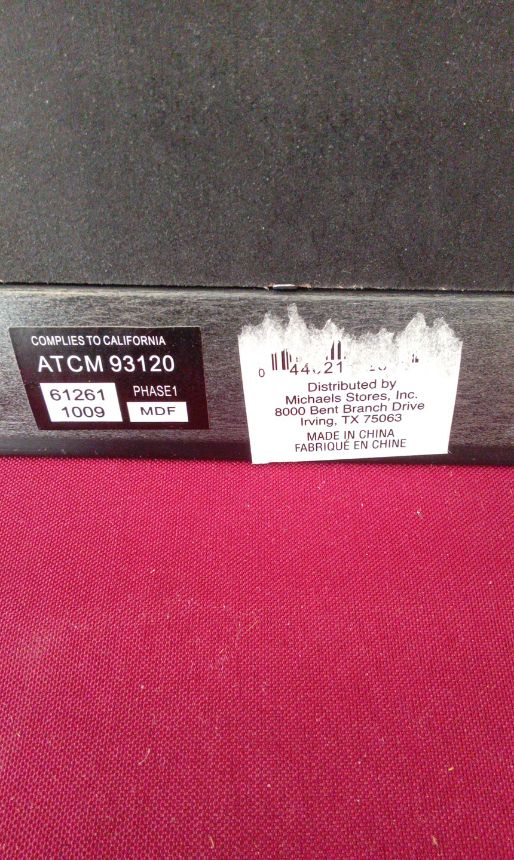 COMPLIES TO CALIFORNIA
ATCM 93120
61261
1009
PHASE1
MDF
0
Distributed by
Michaels Stores, Inc.
8000 Bent Branch Drive
Irving, TX 75063
MADE IN CHINA
FABRIQUÉ EN CHINE